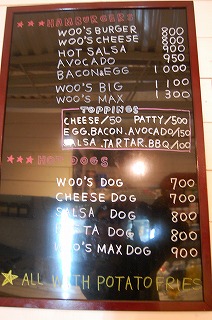 ★★★ HAMBURGERS
WOO'S BURGER 800
WOO'S CHEESE 800
HOT SALSA 900
AVOCADO 950
BACON&EGG 1000
WOO'S BIG 1100
WOO'S MAX 1300
TOPPINGS
CHEESE/50 PATTY/500
EGG.BACON.AVOCADO/150
SALSA.TARTAR.BBQ/100
★★★ HOT DOGS
WOO'S DOG 700
CHEESE DOG 700
SALSA DOG 800
DOG 800
WOO'S MAX DOG 900
★ ALL WITH POTATO FRIES